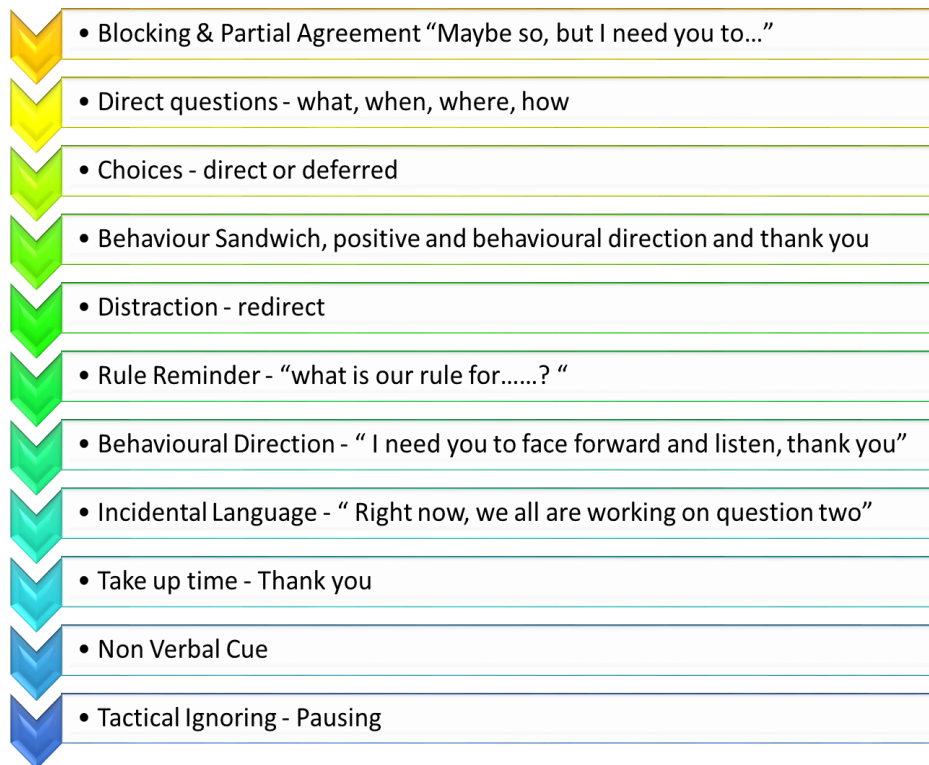 • Blocking & Partial Agreement “Maybe so, but I need you to…”
• Direct questions - what, when, where, how
• Choices - direct or deferred
• Behaviour Sandwich, positive and behavioural direction and thank you
• Distraction - redirect
• Rule Reminder - “what is our rule for……? “
• Behavioural Direction - “ I need you to face forward and listen, thank you”
• Incidental Language - “ Right now, we all are working on question two”
• Take up time - Thank you
• Non Verbal Cue
• Tactical Ignoring - Pausing